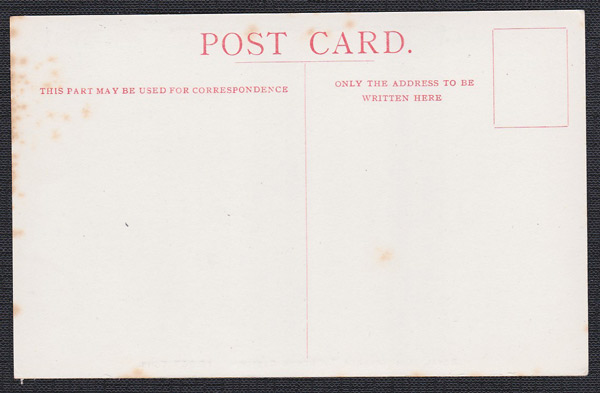 POST CARD.
THIS PART MAY BE USED FOR CORRESPONDENCE
ONLY THE ADDRESS TO BE
WRITTEN HERE